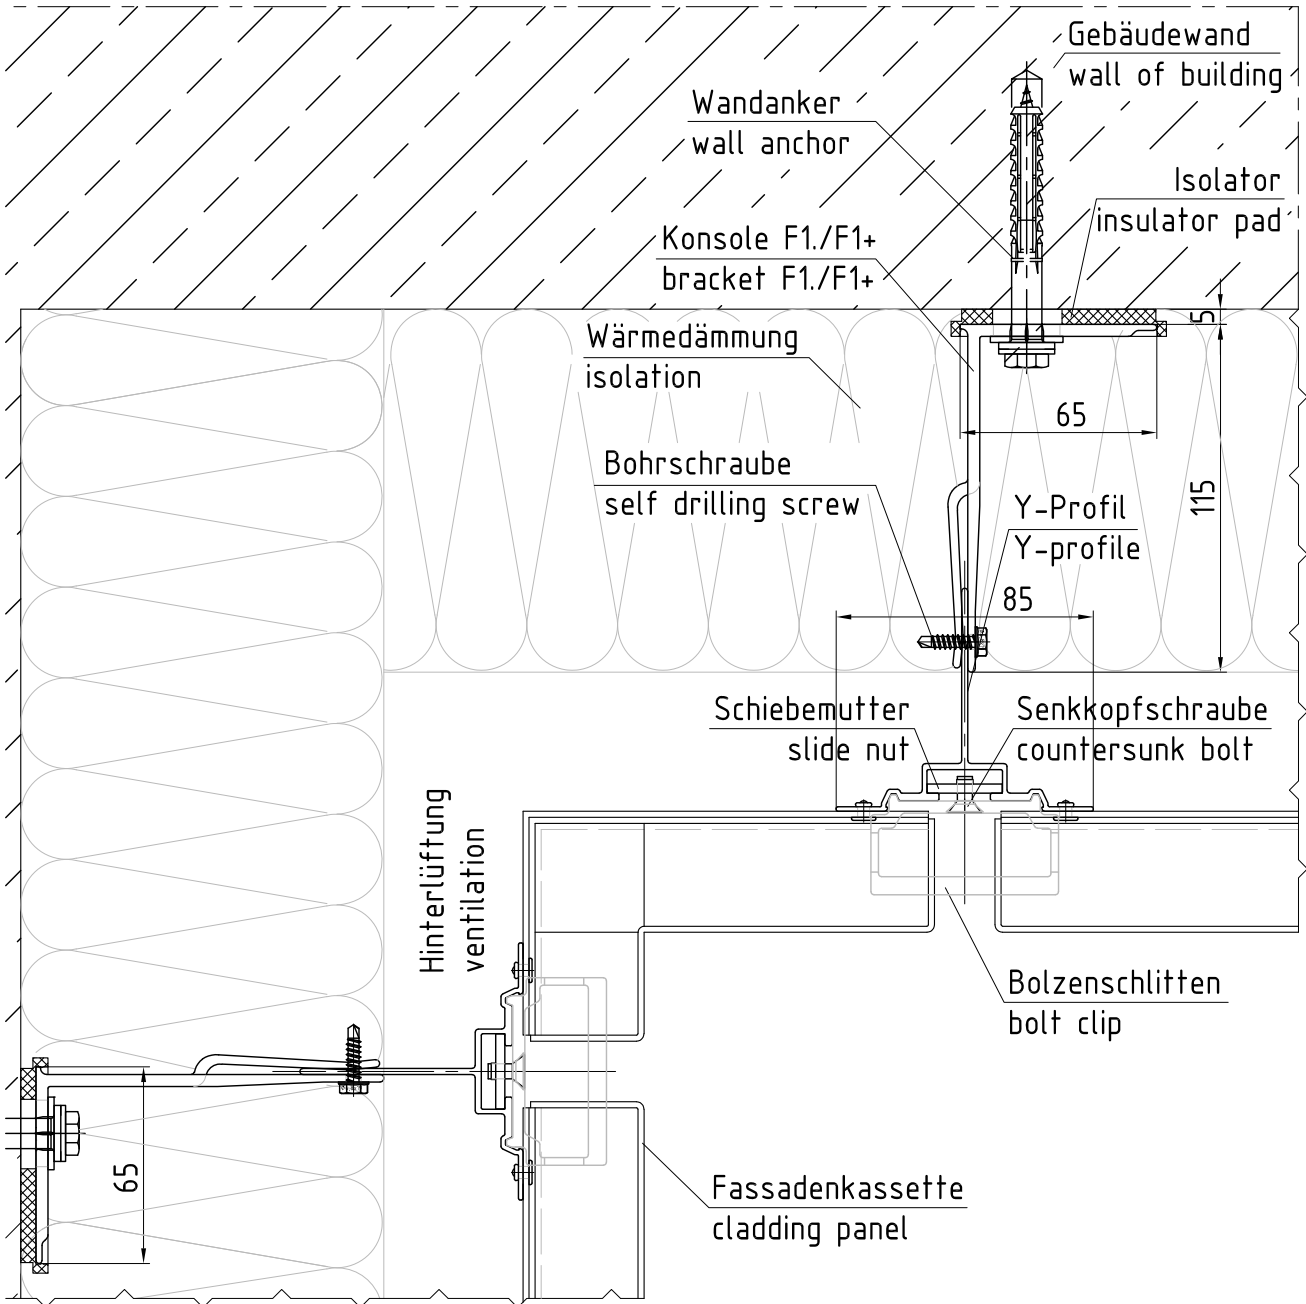 Gebäudewand
wall of building
Wandanker
wall anchor
Isolator
insulator pad
Konsole F1./F1+
bracket F1./F1+
5
Wärmedämmung
isolation
65
Bohrschraube
self drilling screw
115
Y-Profil
Y-profile
85
Schiebemutter
slide nut
Senkkopfschraube
countersunk bolt
Hinterlüftung
ventilation
Bolzenschlitten
bolt clip
65
Fassadenkassette
cladding panel